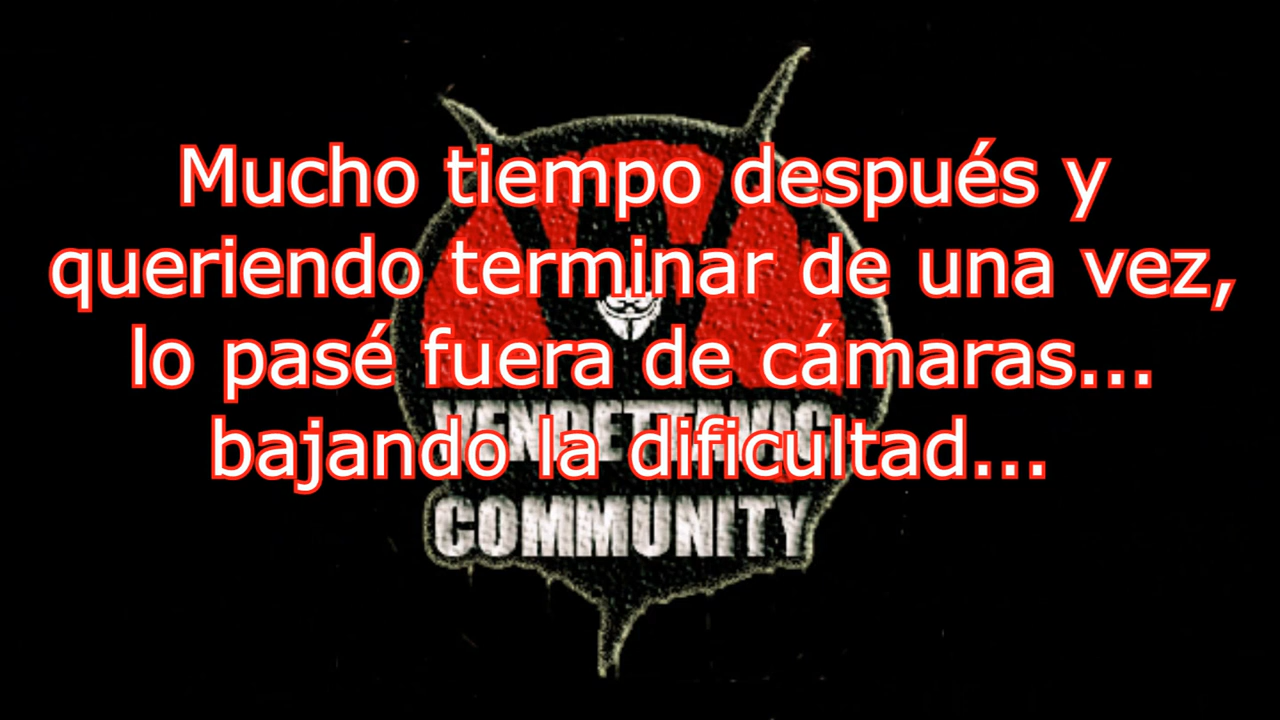 Mucho tiempo después y
queriendo terminar de una vez,
lo pasé fuera de cámaras...
bajando la dificultad...
COMMUNITY